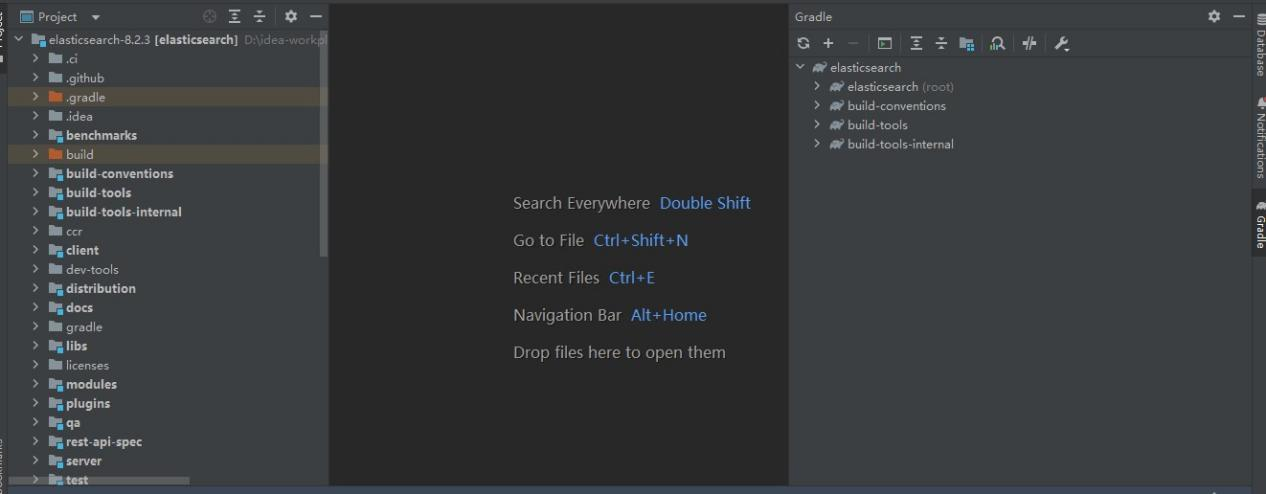 Project
elasticsearch-8.2.3 [elasticsearch] D:\idea-work
.ci
.github
.gradle
.idea
benchmarks
build
build-conventions
build-tools
build-tools-internal
ccr
client
dev-tools
distribution
docs
gradle
libs
licenses
modules
plugins
qa
rest-api-spec
server
test
Search Everywhere Double Shift
Go to File Ctrl+Shift+N
Recent Files Ctrl+E
Navigation Bar Alt+Home
Drop files here to open them
Gradle
elasticsearch
elasticsearch (root)
build-conventions
build-tools
build-tools-internal
Database
Notifications
Gradle